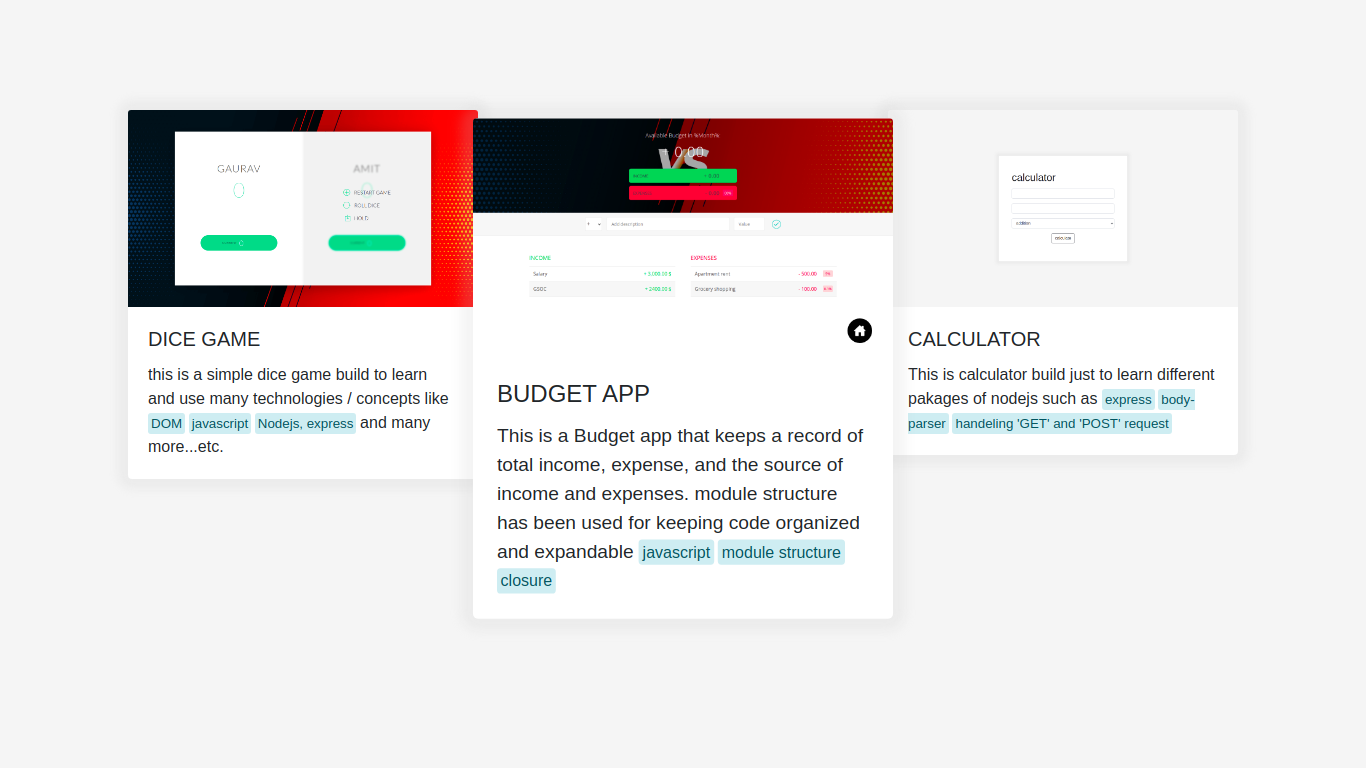 GAURAV
AMIT
0
RESTART GAME
ROLL DICE
HOLD
DICE GAME
this is a simple dice game build to learn
and use many technologies / concepts like
DOM javascript Nodejs, express and many
more...etc.
Available Budget in %Month%
+ 0.00
VS
Add description
Value
INCOME
Salary + 3,000.00
GSOC + 2400.00
EXPENSES
Apartment rent - 500.00
Grocery shopping - 100.00
BUDGET APP
This is a Budget app that keeps a record of
total income, expense, and the source of
income and expenses. module structure
has been used for keeping code organized
and expandable javascript module structure
closure
calculator
addition
calculate
CALCULATOR
This is calculator build just to learn different
pakages of nodejs such as express body-
parser handeling 'GET' and 'POST' request